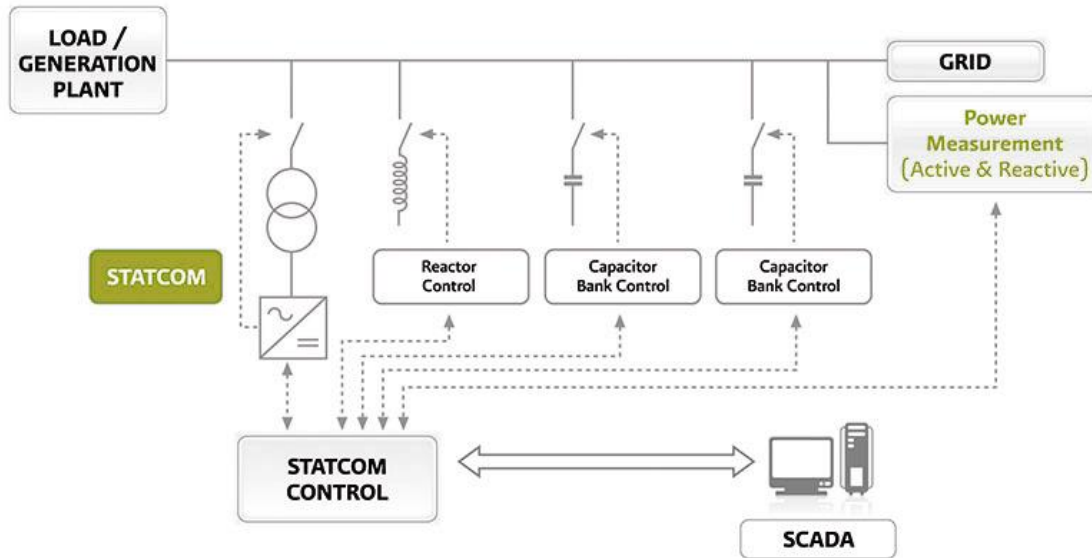 LOAD /
GENERATION
PLANT
GRID
Power
Measurement
(Active & Reactive)
STATCOM
Reactor
Control
Capacitor
Bank Control
Capacitor
Bank Control
STATCOM
CONTROL
SCADA